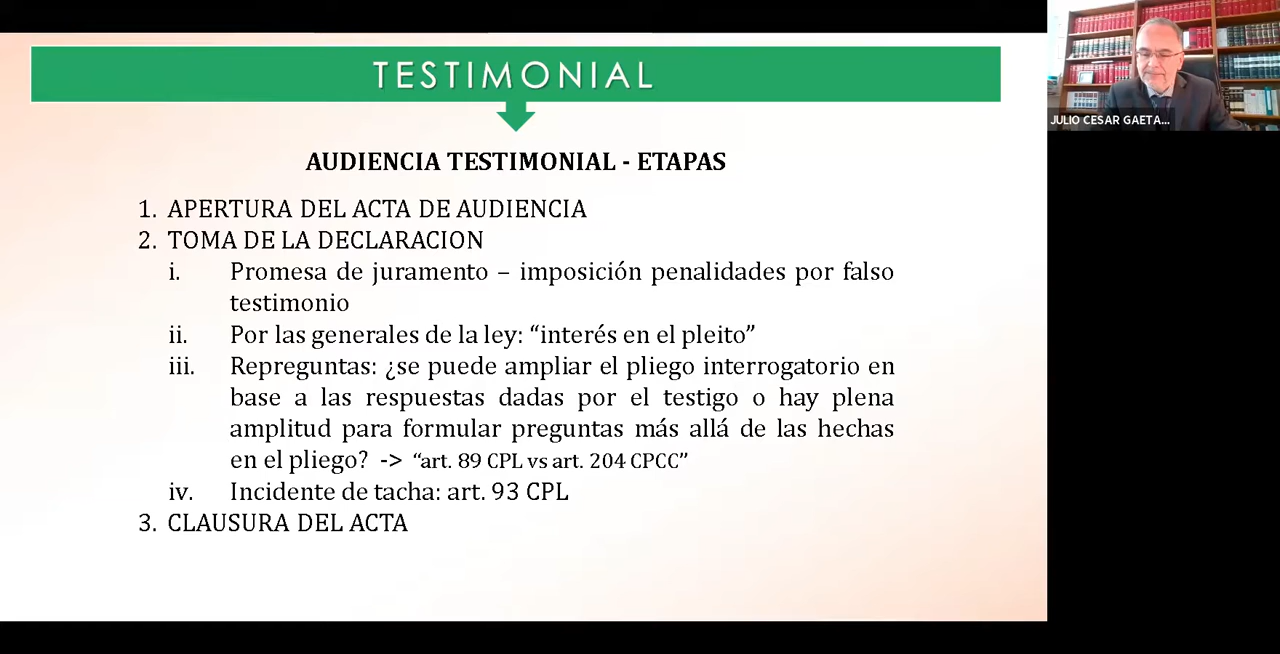 TESTIMONIAL
JULIO CESAR GAETA...
AUDIENCIA TESTIMONIAL - ETAPAS
1. APERTURA DEL ACTA DE AUDIENCIA
2. TOMA DE LA DECLARACION
i. Promesa de juramento – imposición penalidades por falso
testimonio
ii. Por las generales de la ley: “interés en el pleito”
iii. Repreguntas: ¿se puede ampliar el pliego interrogatorio en
base a las respuestas dadas por el testigo o hay plena
amplitud para formular preguntas más allá de las hechas
en el pliego? -> “art. 89 CPL vs art. 204 CPCC”
iv. Incidente de tacha: art. 93 CPL
3. CLAUSURA DEL ACTA